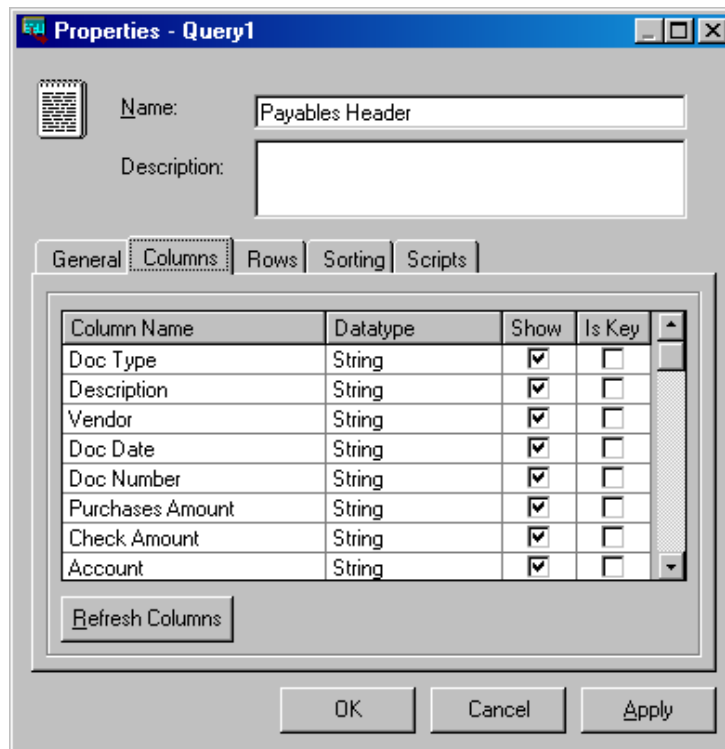 Properties - Query1
Name: Payables Header
Description:
General Columns Rows Sorting Scripts
Column Name Datatype Show Is Key
Doc Type String
Description String
Vendor String
Doc Date String
Doc Number String
Purchases Amount String
Check Amount String
Account String
Refresh Columns
OK Cancel Apply